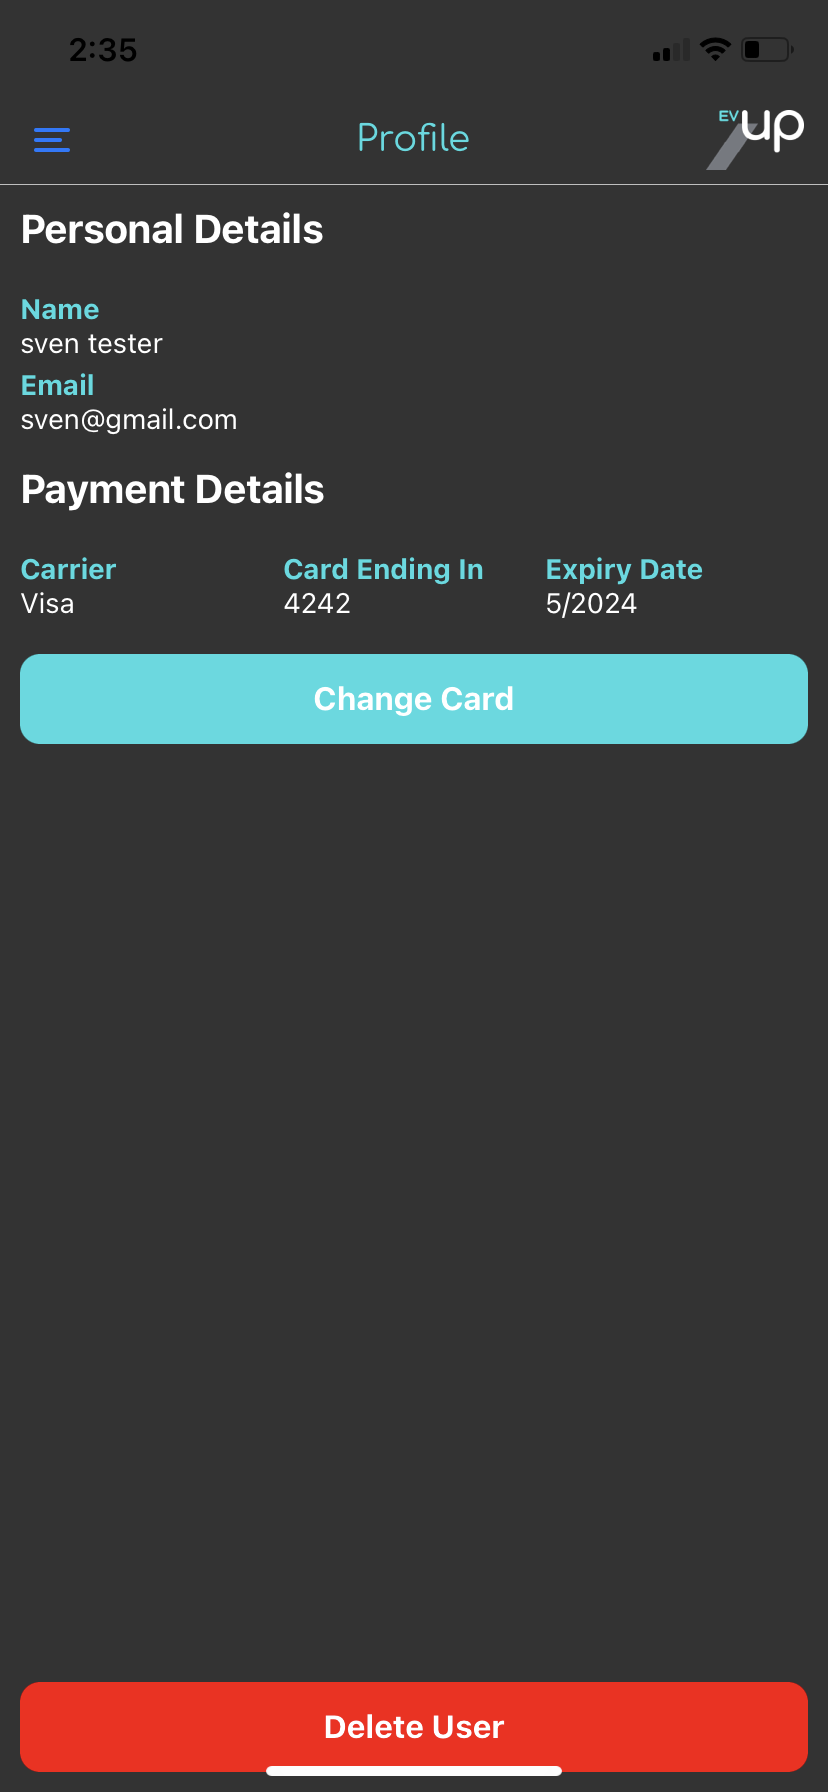 2:35
Profile
EV up
Personal Details
Name
sven tester
Email
sven@gmail.com
Payment Details
Carrier Card Ending In Expiry Date
Visa 4242 5/2024
Change Card
Delete User